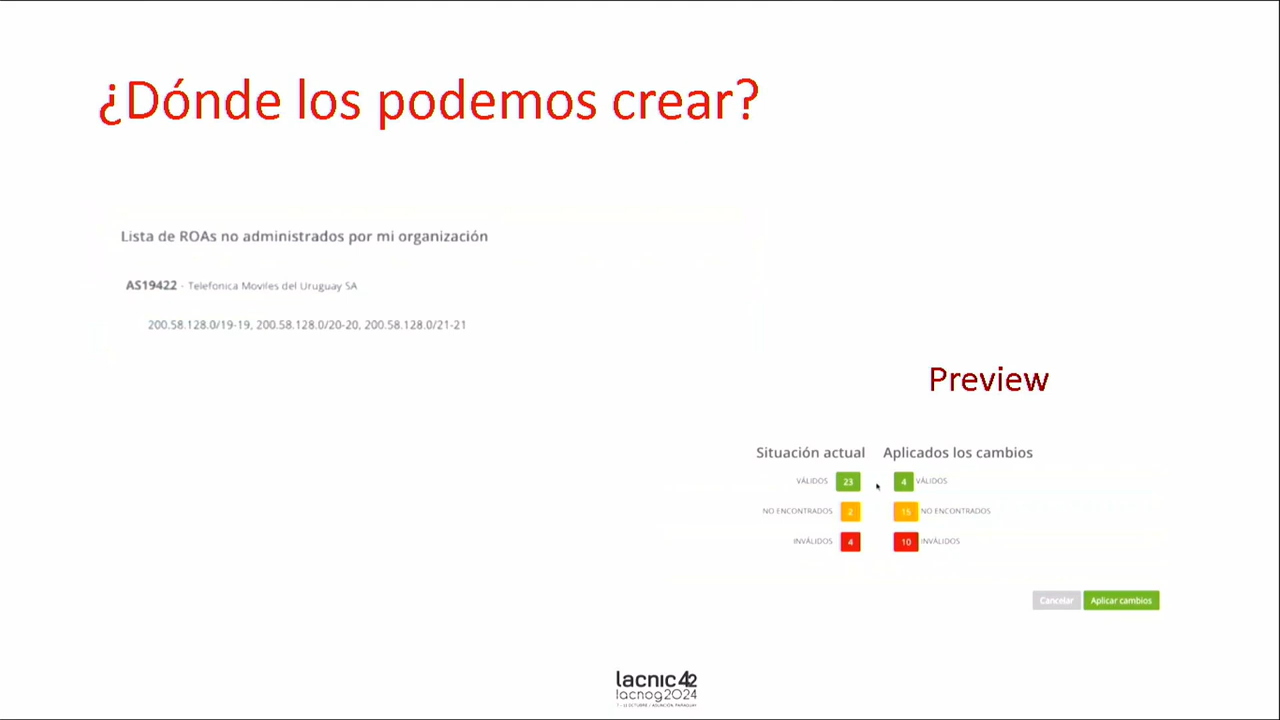 ¿Dónde los podemos crear?
Lista de ROAs no administrados por mi organización
AS19422 - Telefonica Moviles del Uruguay SA
200.58.128.0/19-19, 200.58.128.0/20-20, 200.58.128.0/21-21
Preview
Situación actual Aplicados los cambios
VÁLIDOS 23 4 VÁLIDOS
NO ENCONTRADOS 2 15 NO ENCONTRADOS
INVÁLIDOS 4 10 INVÁLIDOS
Cancelar Aplicar cambios
lacnic42
lacnog2024